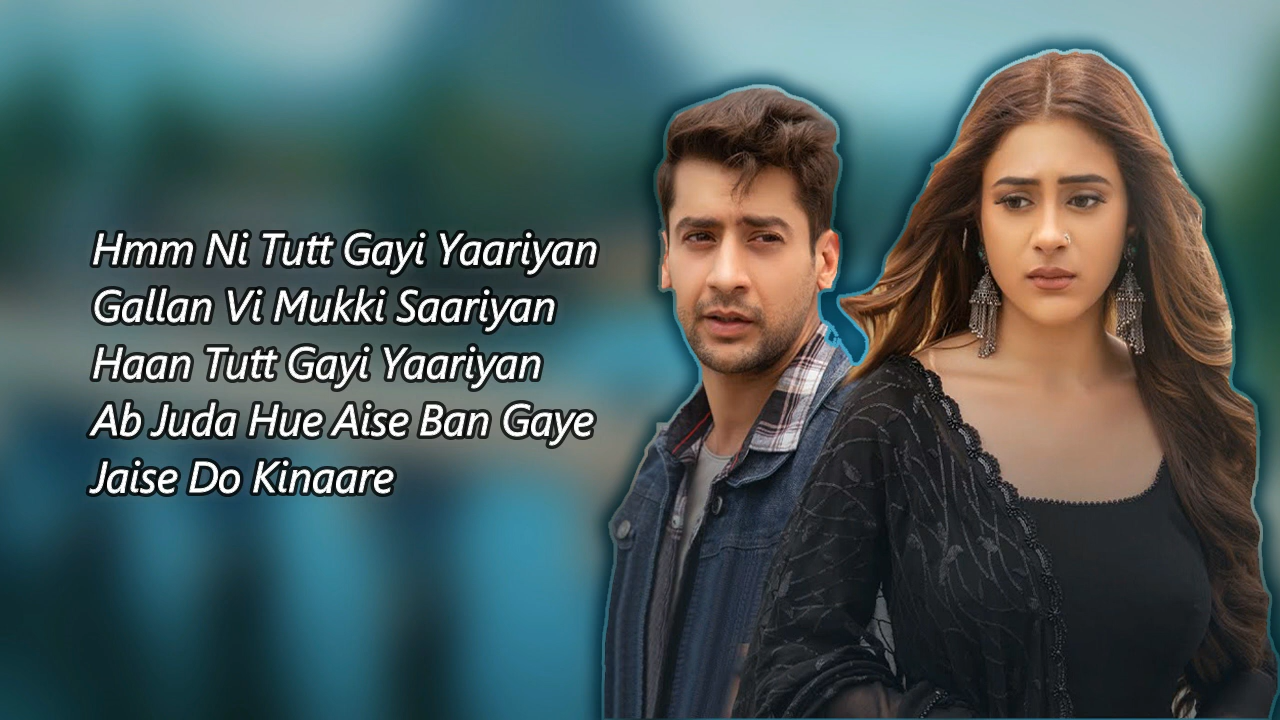 Hmm Ni Tutt Gayi Yaariyan
Gallan Vi Mukki Saariyan
Haan Tutt Gayi Yaariyan
Ab Juda Hue Aise Ban Gaye
Jaise Do Kinaare